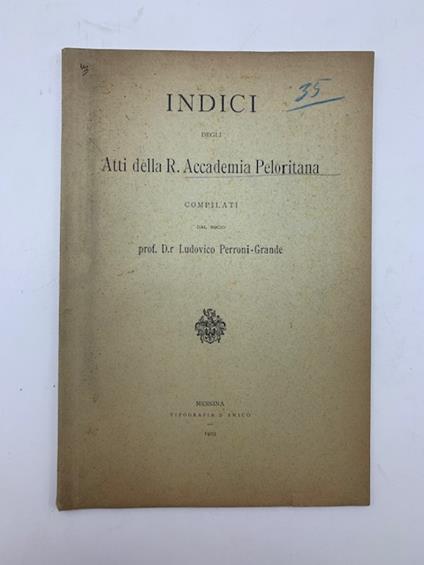 35
INDICI
DEGLI
Atti della R. Accademia Peloritana
COMPILATI
DAL SOCIO
prof. D.r Ludovico Perroni-Grande
MESSINA
TIPOGRAFIA D'AMICO